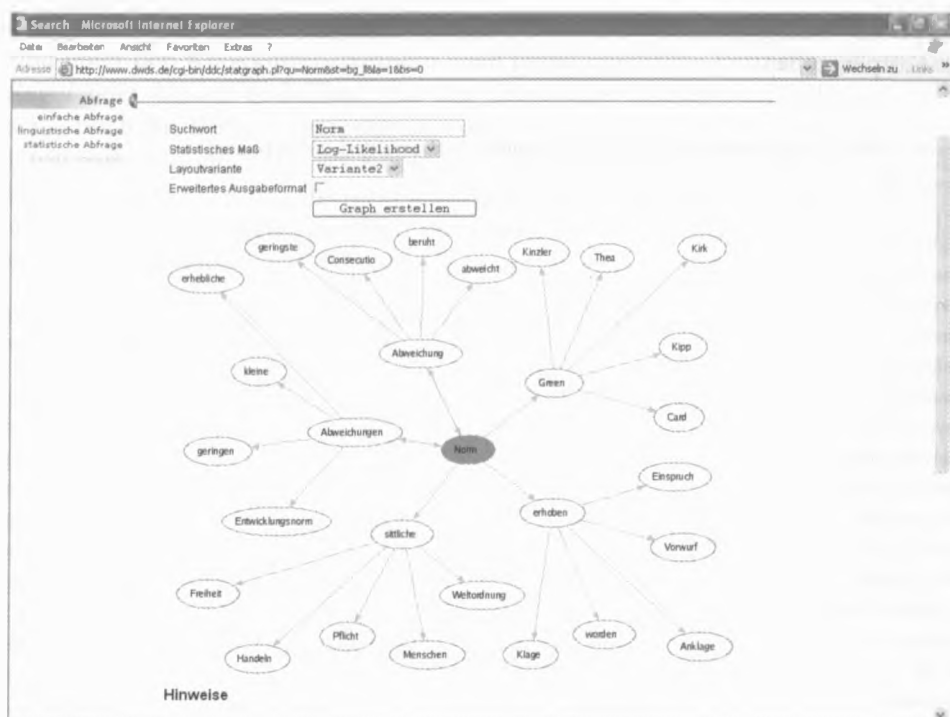 Search Microsoft Internet Explorer
Datei Bearbeiten Ansicht Favoriten Extras ?
Adresse http://www.dwds.de/cgi-bin/ddc/statgraph.pl?qu=Norm&st=bg_ll&la=1&bs=0 Wechseln zu Links »
Abfrage
einfache Abfrage
linguistische Abfrage
statistische Abfrage
Suchwort Norm
Statistisches Maß Log-Likelihood
Layoutvariante Variante2
Erweitertes Ausgabeformat
Graph erstellen
geringste
Consecutio
beruht
abweicht
Kinzler
Thea
Kirk
erhebliche
Abweichung
Kipp
kleine
Green
Card
Abweichungen
geringen
Norm
Einspruch
Entwicklungsnorm
sittliche
erhoben
Vorwurf
Freiheit
Weltordnung
Handeln
Pflicht
Menschen
Klage
worden
Anklage
Hinweise